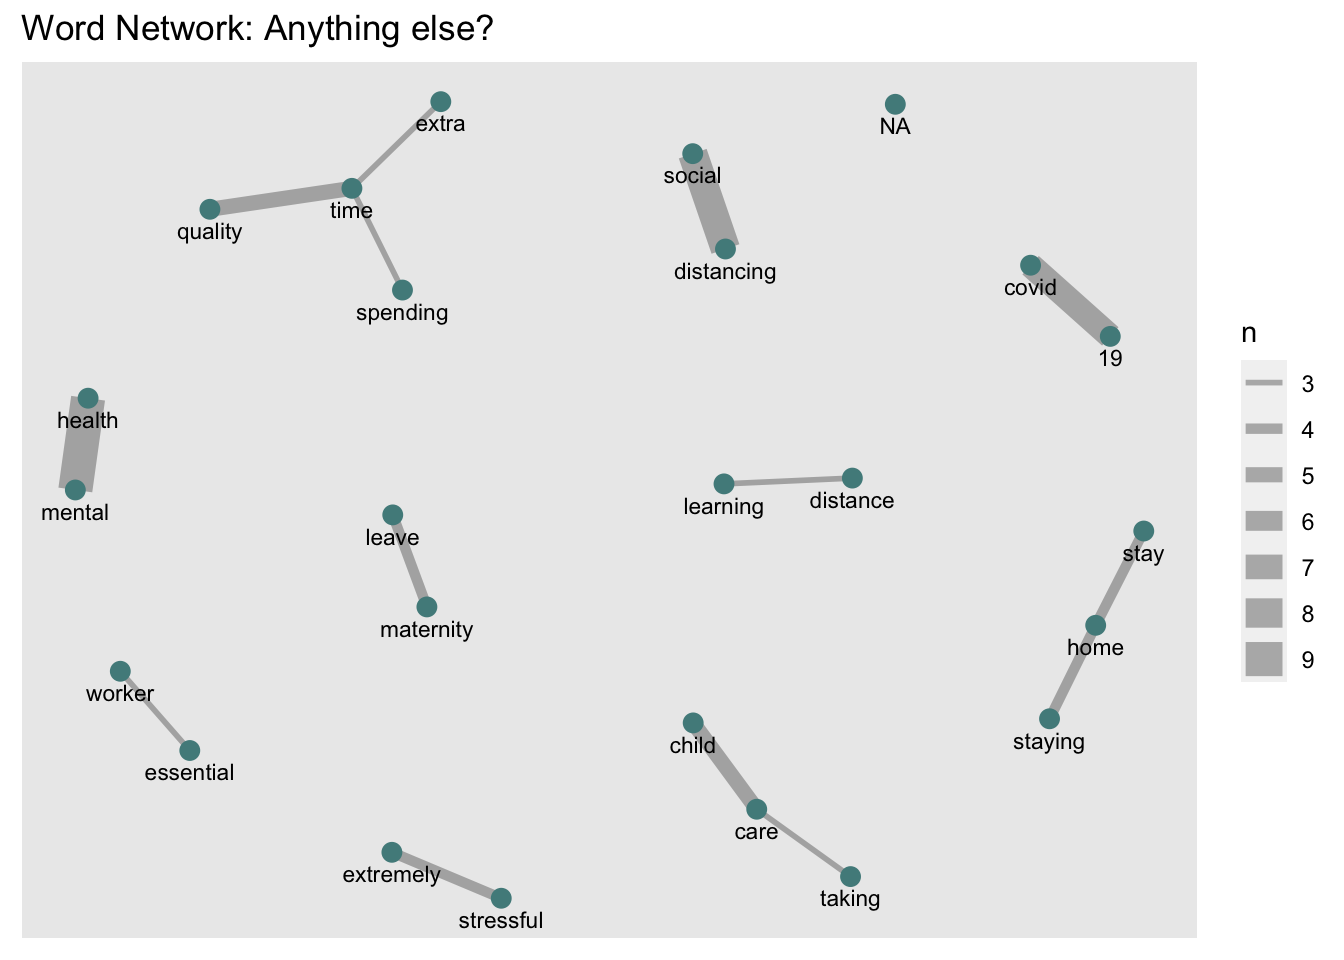 Word Network: Anything else?
extra
NA
social
time
quality
distancing
covid
spending
19
health
learning
distance
mental
leave
stay
maternity
home
worker
staying
child
essential
care
extremely
taking
stressful
n
3
4
5
6
7
8
9